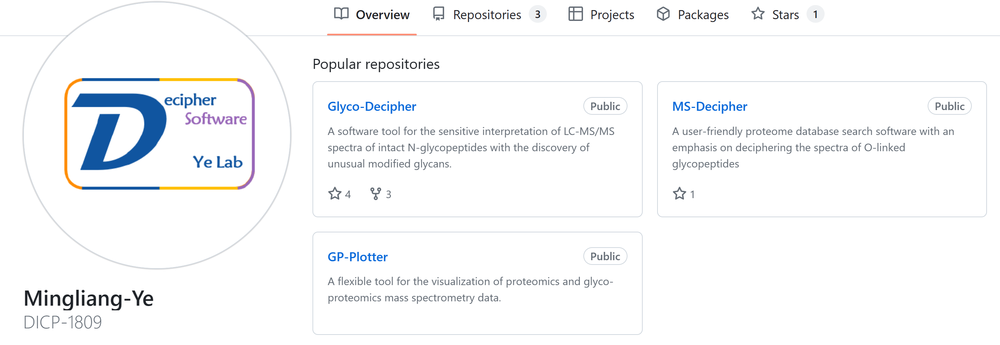 Overview
Repositories 3
Projects
Packages
Stars 1
Decipher
Software
Ye Lab
Mingliang-Ye
DICP-1809
Popular repositories
Glyco-Decipher
Public
A software tool for the sensitive interpretation of LC-MS/MS
spectra of intact N-glycopeptides with the discovery of
unusual modified glycans.
4 3
MS-Decipher
Public
A user-friendly proteome database search software with an
emphasis on deciphering the spectra of O-linked
glycopeptides
1
GP-Plotter
Public
A flexible tool for the visualization of proteomics and glyco-
proteomics mass spectrometry data.